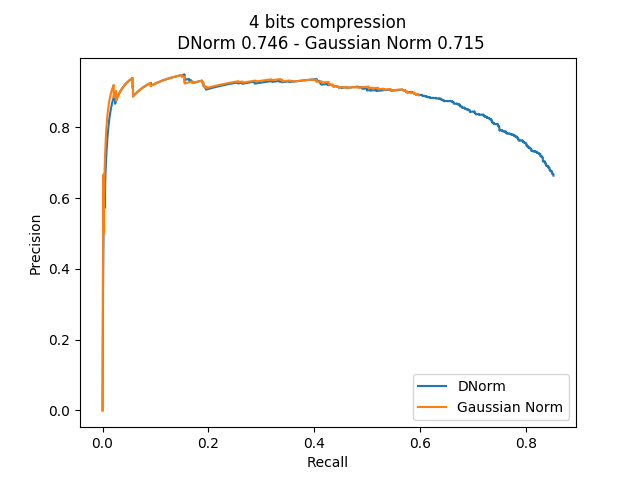 4 bits compression
DNorm 0.746 - Gaussian Norm 0.715
Precision
0.8
0.6
0.4
0.2
0.0
DNorm
Gaussian Norm
0.0 0.2 0.4 0.6 0.8
Recall